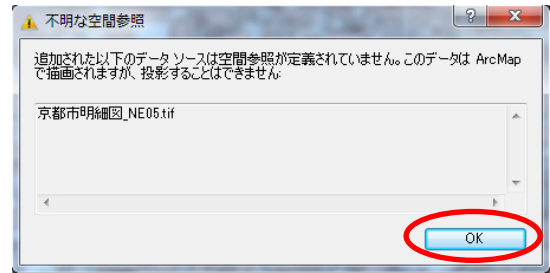 不明な空間参照
追加された以下のデータ ソースは空間参照が定義されていません。このデータは ArcMap
で描画されますが、投影することはできません:
京都市明細図_NE05.tif
OK